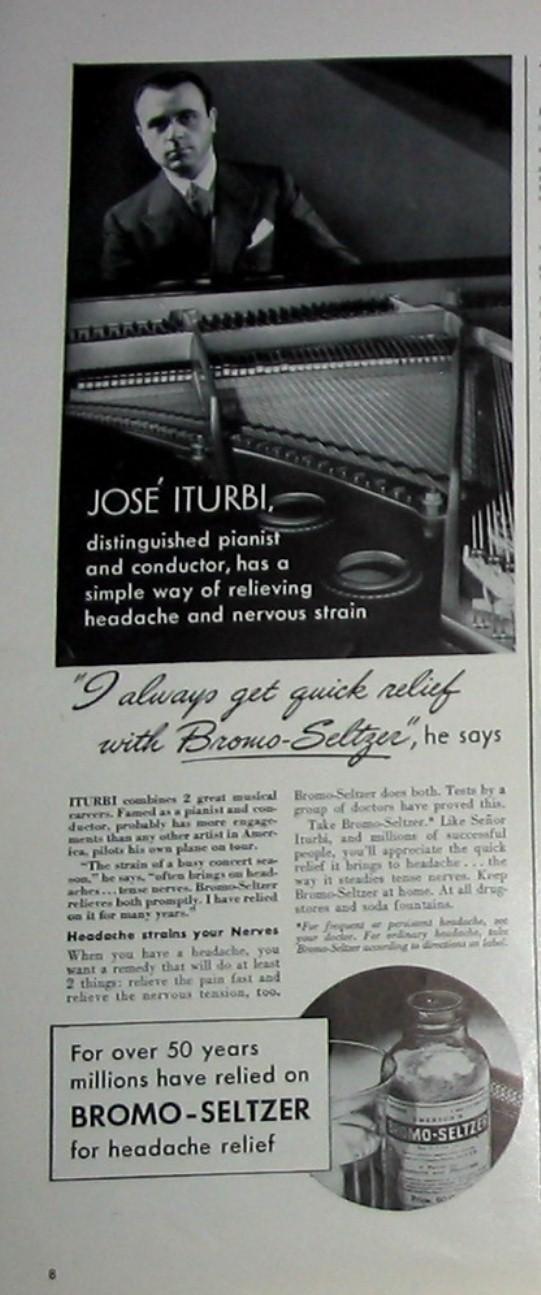 JOSÉ ITURBI,
distinguished pianist
and conductor, has a
simple way of relieving
headache and nervous strain
"I always get quick relief
with Bromo-Seltzer", he says
ITURBI combines 2 great musical
careers. Famed as a pianist and con-
ductor, probably has more engage-
ments than any other artist in Amer-
ica, pilots his own plane on tour.
"The strain of a busy concert sea-
son," he says, "often brings on head-
aches...tense nerves. Bromo-Seltzer
relieves both promptly. I have relied
on it for many years."
Headache strains your Nerves
When you have a headache, you
want a remedy that will do at least
2 things: relieve the pain fast and
relieve the nervous tension, too.
Bromo-Seltzer does both. Tests by a
group of doctors have proved this.
Take Bromo-Seltzer.* Like Señor
Iturbi, and millions of successful
people, you'll appreciate the quick
relief it brings to headache...the
way it steadies tense nerves. Keep
Bromo-Seltzer at home. At all drug-
stores and soda fountains.
*For frequent or persistent headache, see
your doctor. For ordinary headache, take
Bromo-Seltzer according to directions on label.
For over 50 years
millions have relied on
BROMO-SELTZER
for headache relief
EMERSON'S
BROMO-SELTZER
8